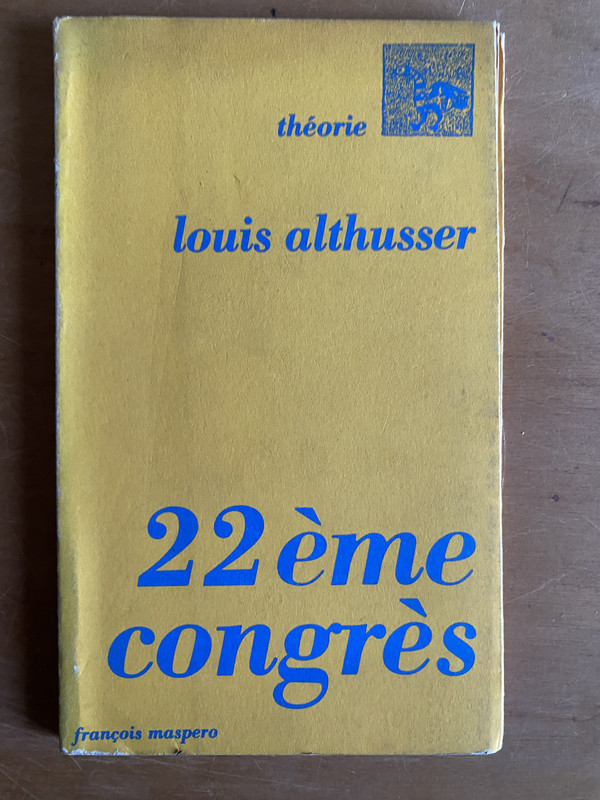 théorie
louis althusser
22ème
congrès
françois maspero